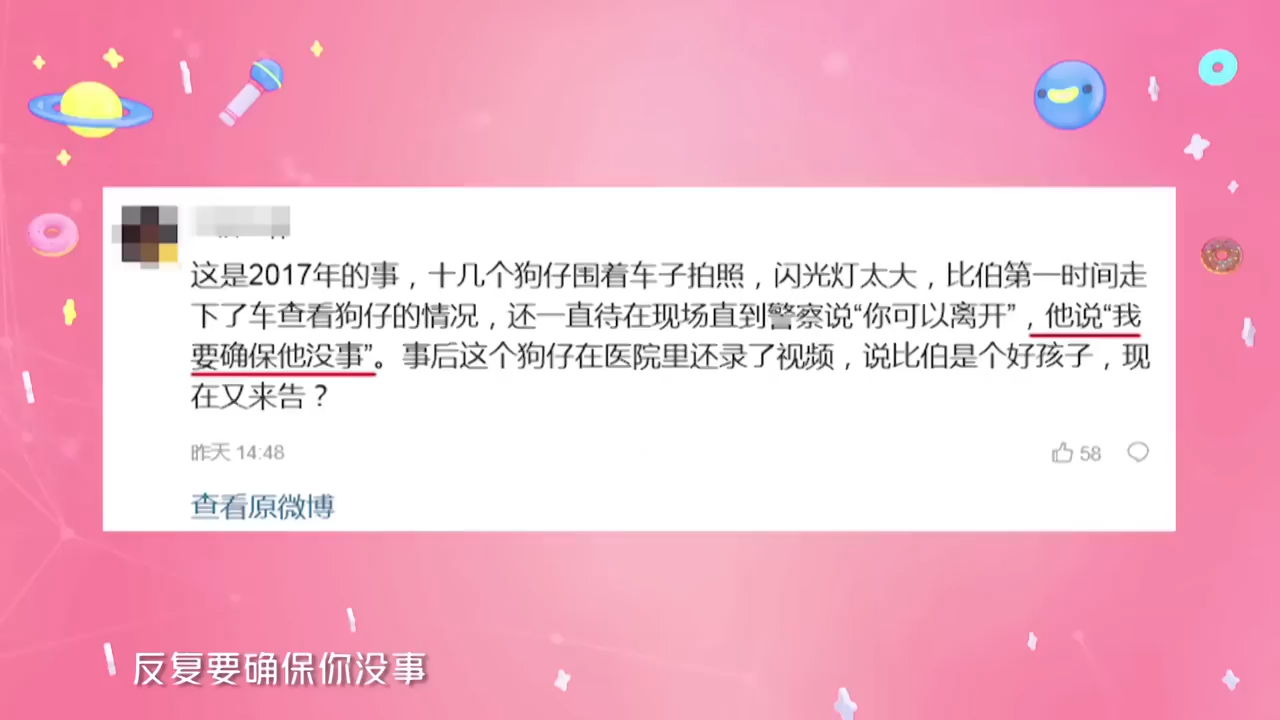 这是2017年的事，十几个狗仔围着车子拍照，闪光灯太大，比伯第一时间走
下了车查看狗仔的情况，还一直待在现场直到警察说“你可以离开”，他说“我
要确保他没事”。事后这个狗仔在医院里还录了视频，说比伯是个好孩子，现
在又来告？
昨天 14:48
58
查看原微博
反复要确保你没事